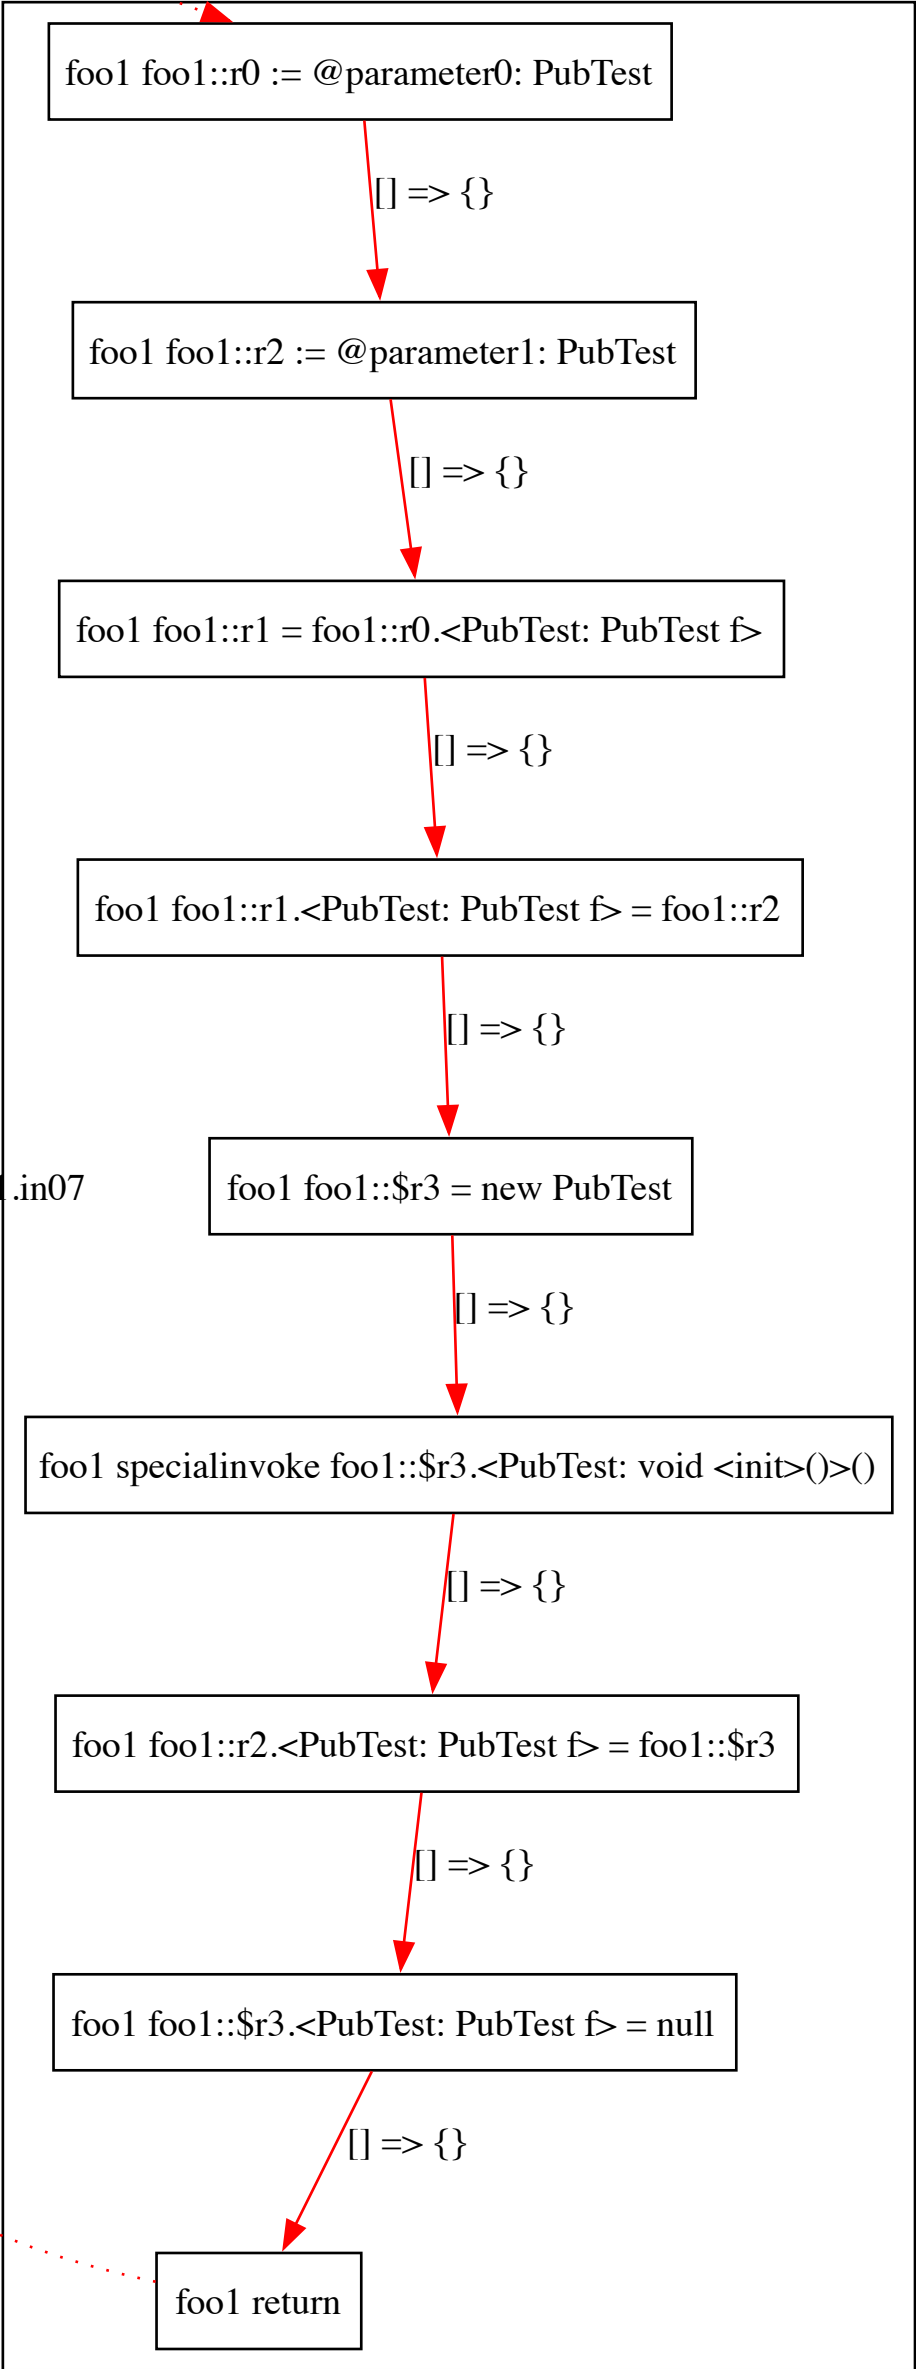 foo1 foo1::r0 := @parameter0: PubTest
[] => {}
foo1 foo1::r2 := @parameter1: PubTest
[] => {}
foo1 foo1::r1 = foo1::r0.<PubTest: PubTest f>
[] => {}
foo1 foo1::r1.<PubTest: PubTest f> = foo1::r2
[] => {}
.in07
foo1 foo1::$r3 = new PubTest
[] => {}
foo1 specialinvoke foo1::$r3.<PubTest: void <init>()>()
[] => {}
foo1 foo1::r2.<PubTest: PubTest f> = foo1::$r3
[] => {}
foo1 foo1::$r3.<PubTest: PubTest f> = null
[] => {}
foo1 return